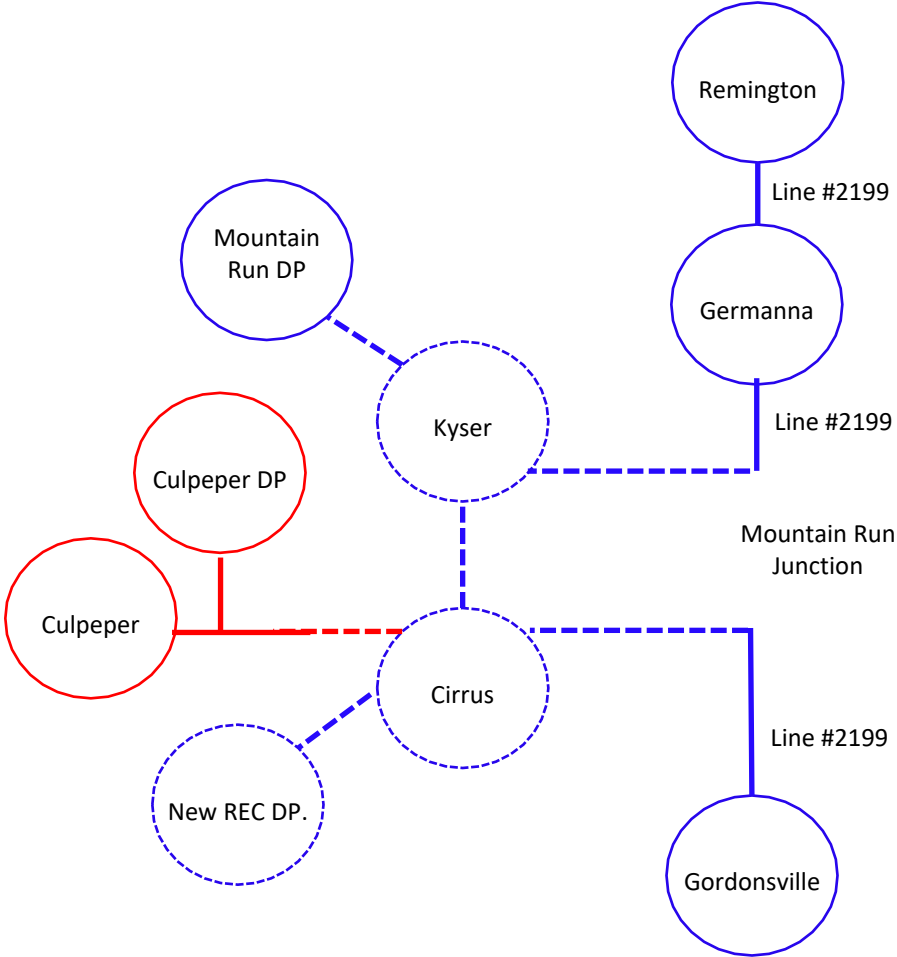 Remington
Line #2199
Mountain
Run DP
Germanna
Line #2199
Kyser
Culpeper DP
Mountain Run
Junction
Culpeper
Cirrus
Line #2199
New REC DP.
Gordonsville